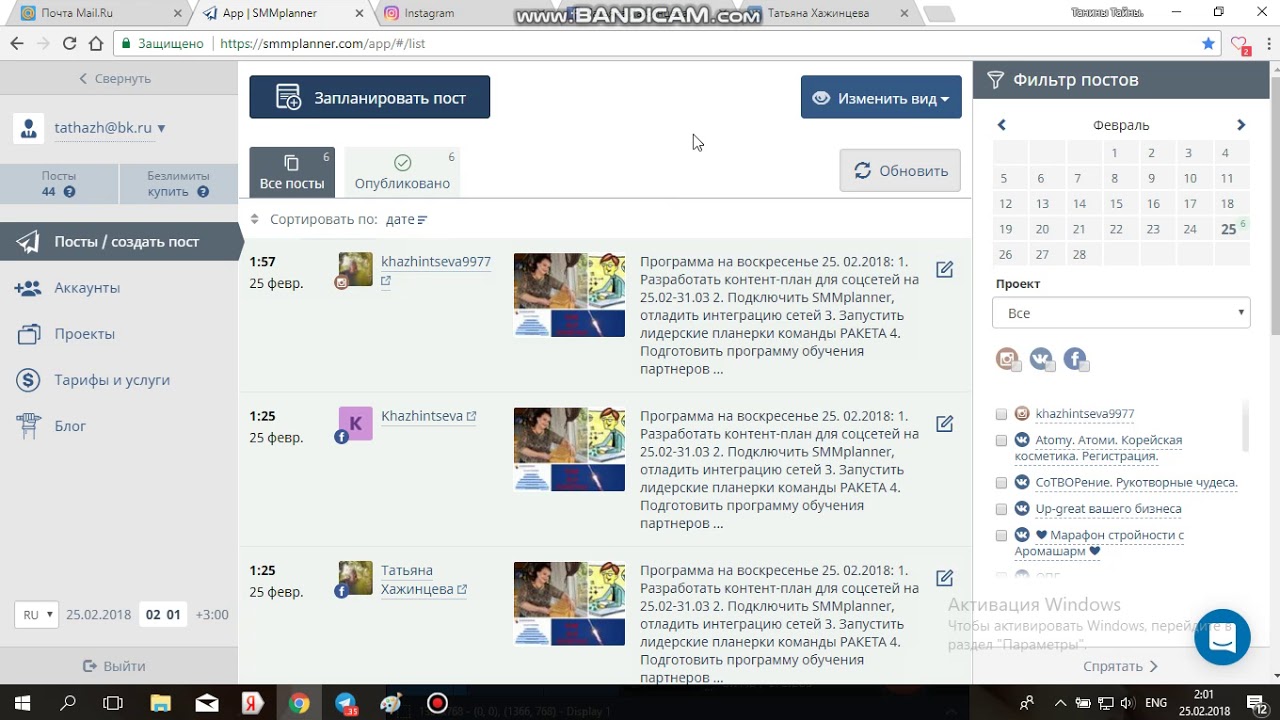 Почта Mail.Ru
App | SMMplanner
Instagram
Татьяна Хажинцева
www.BANDICAM.com
Танины Тайны.
Защищено
https://smmplanner.com/app/#/list
2
Свернуть
tathazh@bk.ru
Посты
44
Безлимиты
купить
Посты / создать пост
Аккаунты
Проекты
Тарифы и услуги
Блог
RU
25.02.2018
02 01
+3:00
Выйти
Запланировать пост
Изменить вид
6
Все посты
6
Опубликовано
Обновить
Сортировать по: дате
1:57
25 февр.
khazhintseva9977
Программа на воскресенье 25. 02.2018: 1.
Разработать контент-план для соцсетей на
25.02-31.03 2. Подключить SMMplanner,
отладить интеграцию сетей 3. Запустить
лидерские планерки команды РАКЕТА 4.
Подготовить программу обучения
партнеров ...
1:25
25 февр.
K
Khazhintseva
Программа на воскресенье 25. 02.2018: 1.
Разработать контент-план для соцсетей на
25.02-31.03 2. Подключить SMMplanner,
отладить интеграцию сетей 3. Запустить
лидерские планерки команды РАКЕТА 4.
Подготовить программу обучения
партнеров ...
1:25
25 февр.
Татьяна
Хажинцева
Программа на воскресенье 25. 02.2018: 1.
Разработать контент-план для соцсетей на
25.02-31.03 2. Подключить SMMplanner,
отладить интеграцию сетей 3. Запустить
лидерские планерки команды РАКЕТА 4.
Подготовить программу обучения
партнеров ...
Фильтр постов
Февраль
1 2 3 4
5 6 7 8 9 10 11
12 13 14 15 16 17 18
19 20 21 22 23 24 25 6
26 27 28
Проект
Все
khazhintseva9977
Atomy. Атоми. Корейская
косметика. Регистрация.
СоТВОРение. Рукотворные чудеса.
Up-great вашего бизнеса
Марафон стройности с
Аромашарм
Активация Windows
Чтобы активировать Windows, перейдите в
раздел "Параметры".
Спрятать
35
(0, 0), (1366, 768) - Display 1
ENG
2:01
25.02.2018
12